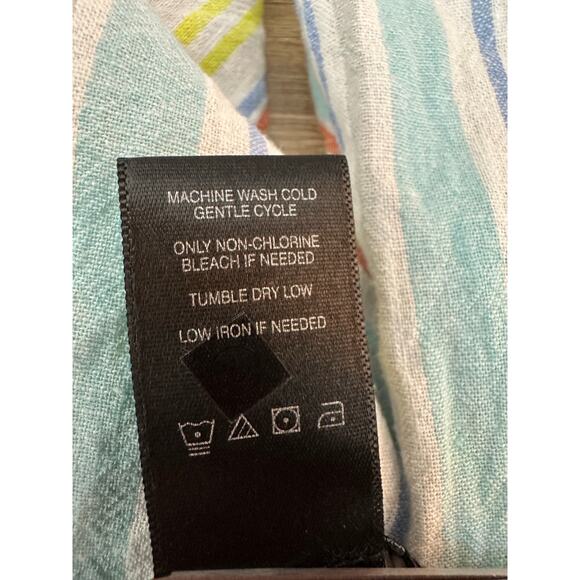 MACHINE WASH COLD
GENTLE CYCLE
ONLY NON-CHLORINE
BLEACH IF NEEDED
TUMBLE DRY LOW
LOW IRON IF NEEDED